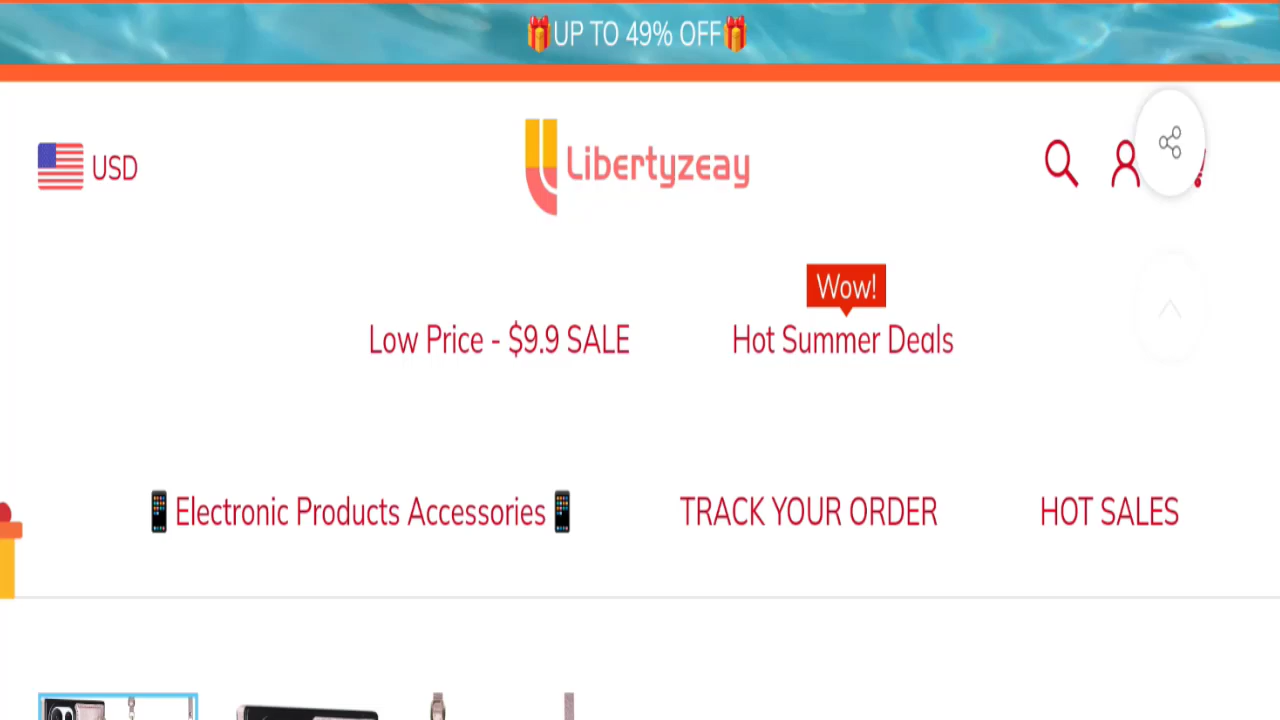 🎁UP TO 49% OFF🎁
USD
Libertyzeay
Wow!
Low Price - $9.9 SALE
Hot Summer Deals
📱Electronic Products Accessories📱
TRACK YOUR ORDER
HOT SALES